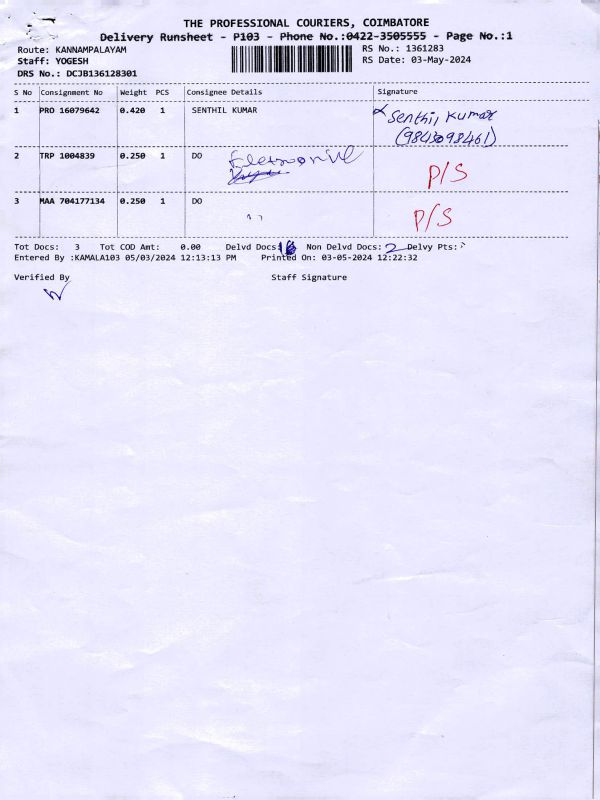 THE PROFESSIONAL COURIERS, COIMBATORE
Delivery Runsheet - P103 - Phone No.:0422-3505555 - Page No.:1
Route: KANNAMPALAYAM RS No.: 1361283
Staff: YOGESH RS Date: 03-May-2024
DRS No.: DCJB136128301
S No Consignment No Weight PCS Consignee Details Signature
1 PRO 16079642 0.420 1 SENTHIL KUMAR Senthil Kumar
(9843098461)
2 TRP 1004839 0.250 1 DO P/S
3 MAA 704177134 0.250 1 DO " P/S
Tot Docs: 3 Tot COD Amt: 0.00 Delvd Docs: Non Delvd Docs: 2 Delvy Pts:
Entered By :KAMALA103 05/03/2024 12:13:13 PM Printed On: 03-05-2024 12:22:32
Verified By Staff Signature